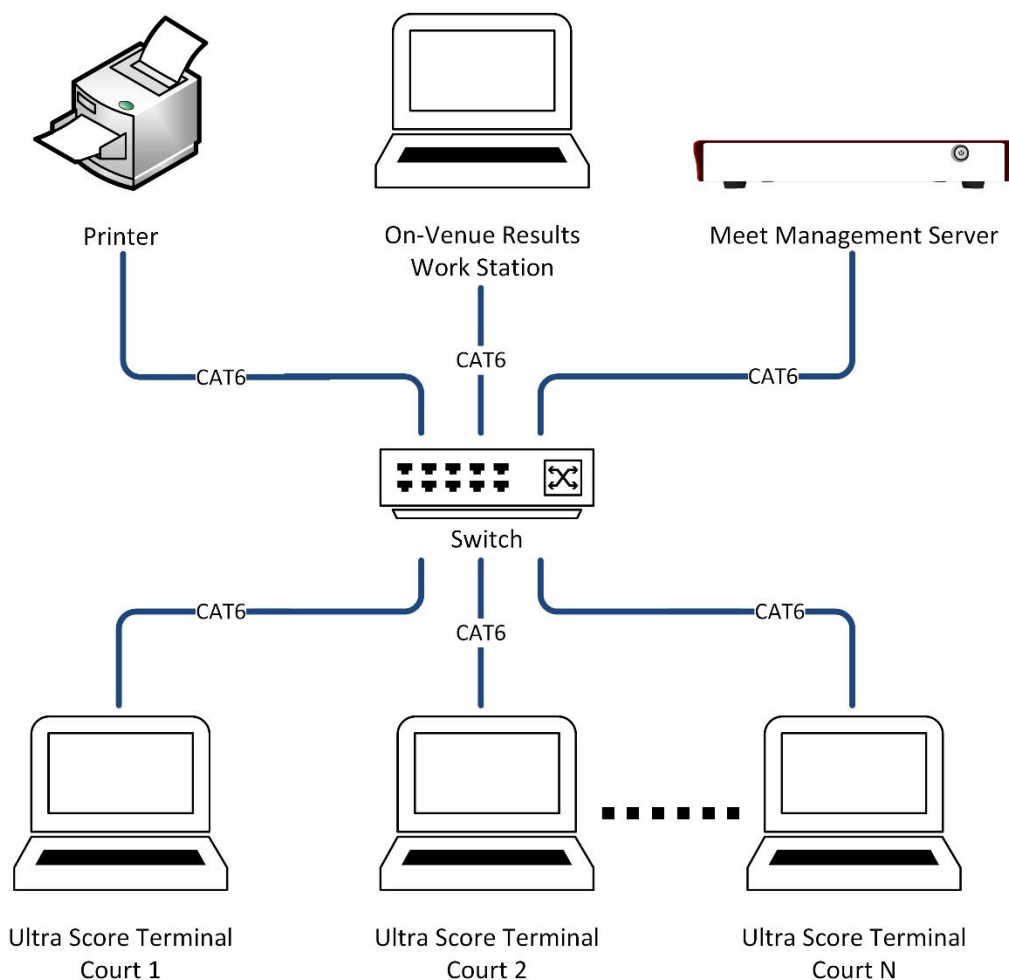 Printer
On-Venue Results
Work Station
Meet Management Server
CAT6
CAT6
CAT6
Switch
CAT6
CAT6
CAT6
Ultra Score Terminal
Court 1
Ultra Score Terminal
Court 2
Ultra Score Terminal
Court N